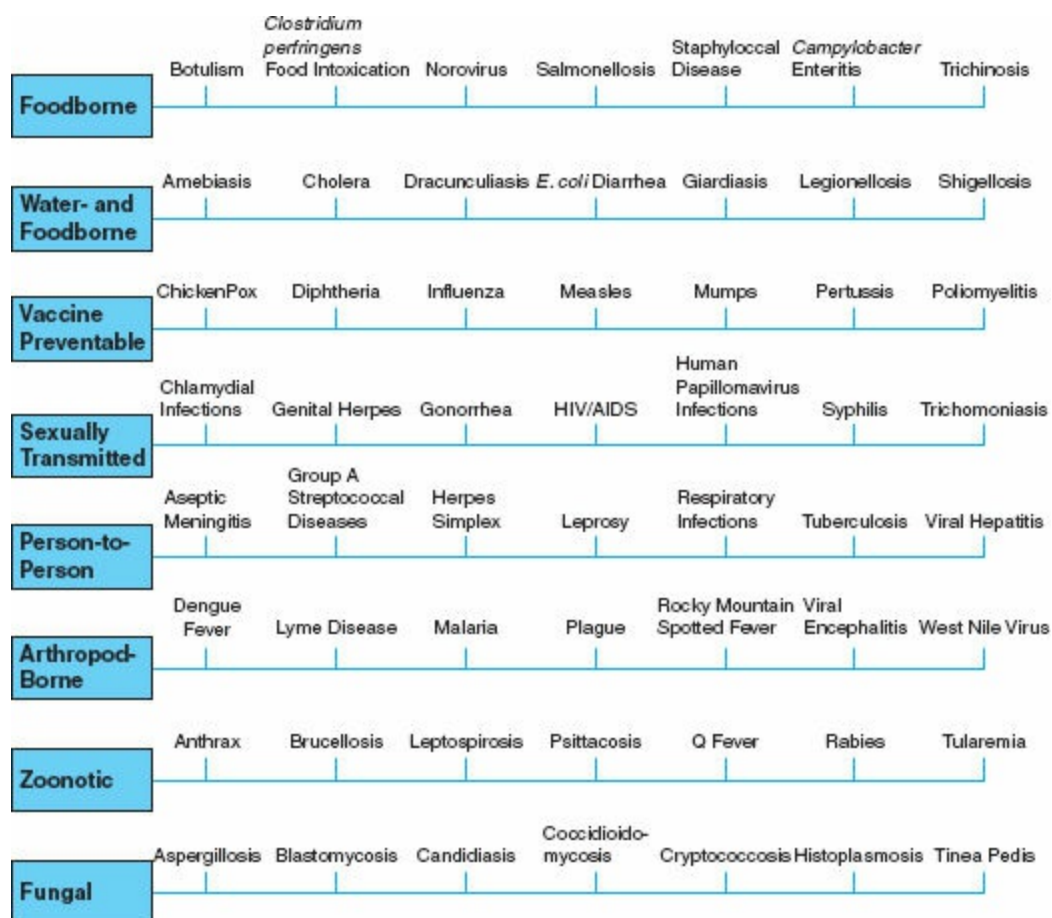 Clostridium
perfringens
Botulism Food Intoxication Norovirus Salmonellosis Staphyloccal Disease Campylobacter Enteritis Trichinosis
Foodborne
Amebiasis Cholera Dracunculiasis E. coli Diarrhea Giardiasis Legionellosis Shigellosis
Water- and
Foodborne
ChickenPox Diphtheria Influenza Measles Mumps Pertussis Poliomyelitis
Vaccine
Preventable
Chlamydial
Infections Genital Herpes Gonorrhea HIV/AIDS Human Papillomavirus Infections Syphilis Trichomoniasis
Sexually
Transmitted
Aseptic
Meningitis Group A Streptococcal Diseases Herpes Simplex Leprosy Respiratory Infections Tuberculosis Viral Hepatitis
Person-to-
Person
Dengue
Fever Lyme Disease Malaria Plague Rocky Mountain Spotted Fever Viral Encephalitis West Nile Virus
Arthropod-
Borne
Anthrax Brucellosis Leptospirosis Psittacosis Q Fever Rabies Tularemia
Zoonotic
Aspergillosis Blastomycosis Candidiasis Coccidioido-
mycosis Cryptococcosis Histoplasmosis Tinea Pedis
Fungal